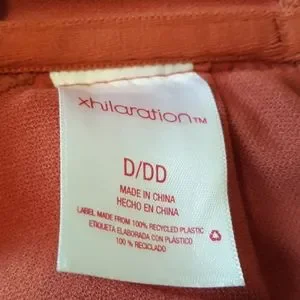 xhilaration™
D/DD
MADE IN CHINA
HECHO EN CHINA
LABEL MADE FROM 100% RECYCLED PLASTIC
ETIQUETA ELABORADA CON PLÁSTICO
100 % RECICLADO